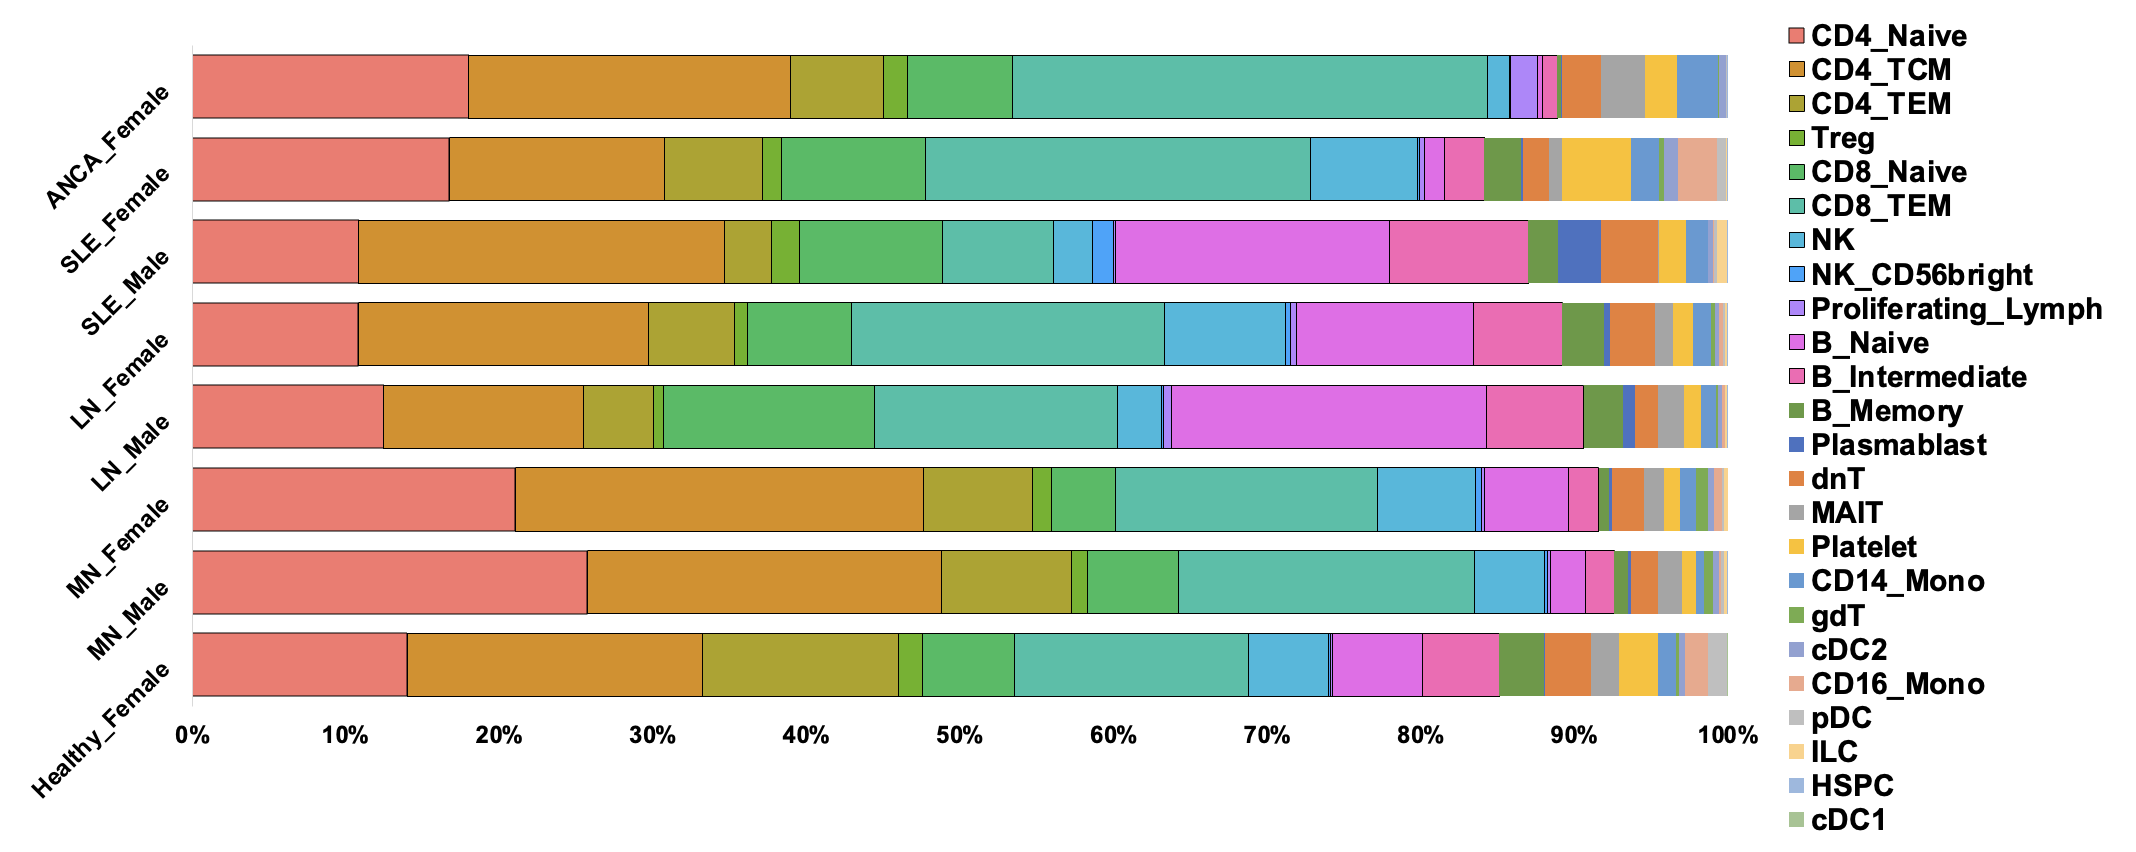 ANCA_Female
SLE_Female
SLE_Male
LN_Female
LN_Male
MN_Female
MN_Male
Healthy_Female
0% 10% 20% 30% 40% 50% 60% 70% 80% 90% 100%
CD4_Naive
CD4_TCM
CD4_TEM
Treg
CD8_Naive
CD8_TEM
NK
NK_CD56bright
Proliferating_Lymph
B_Naive
B_Intermediate
B_Memory
Plasmablast
dnT
MAIT
Platelet
CD14_Mono
gdT
cDC2
CD16_Mono
pDC
ILC
HSPC
cDC1